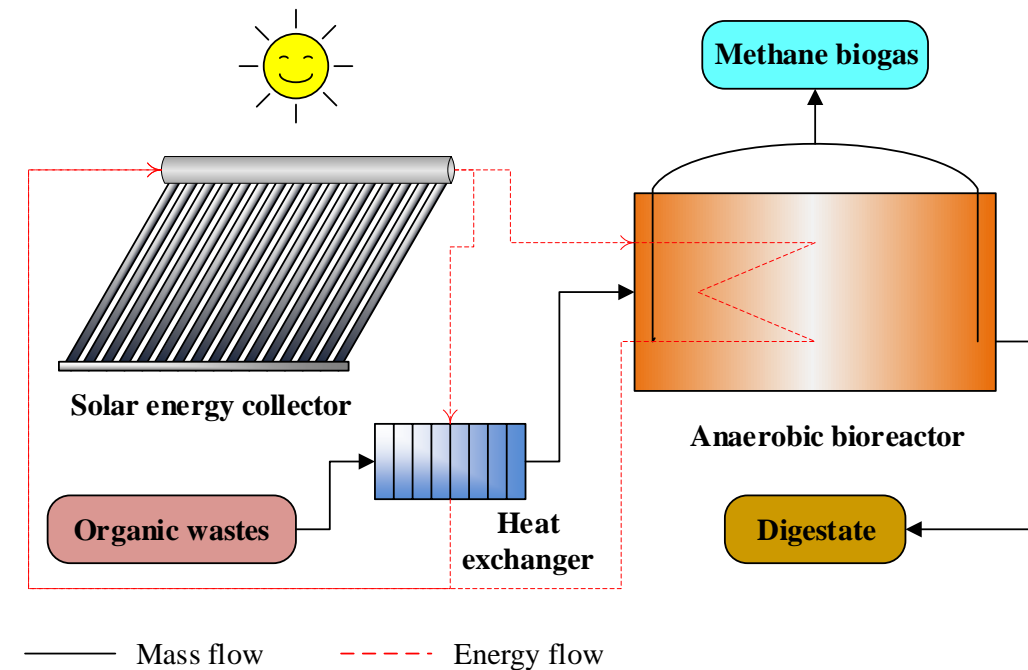 Methane biogas
Solar energy collector
Anaerobic bioreactor
Organic wastes
Heat
exchanger
Digestate
Mass flow
Energy flow